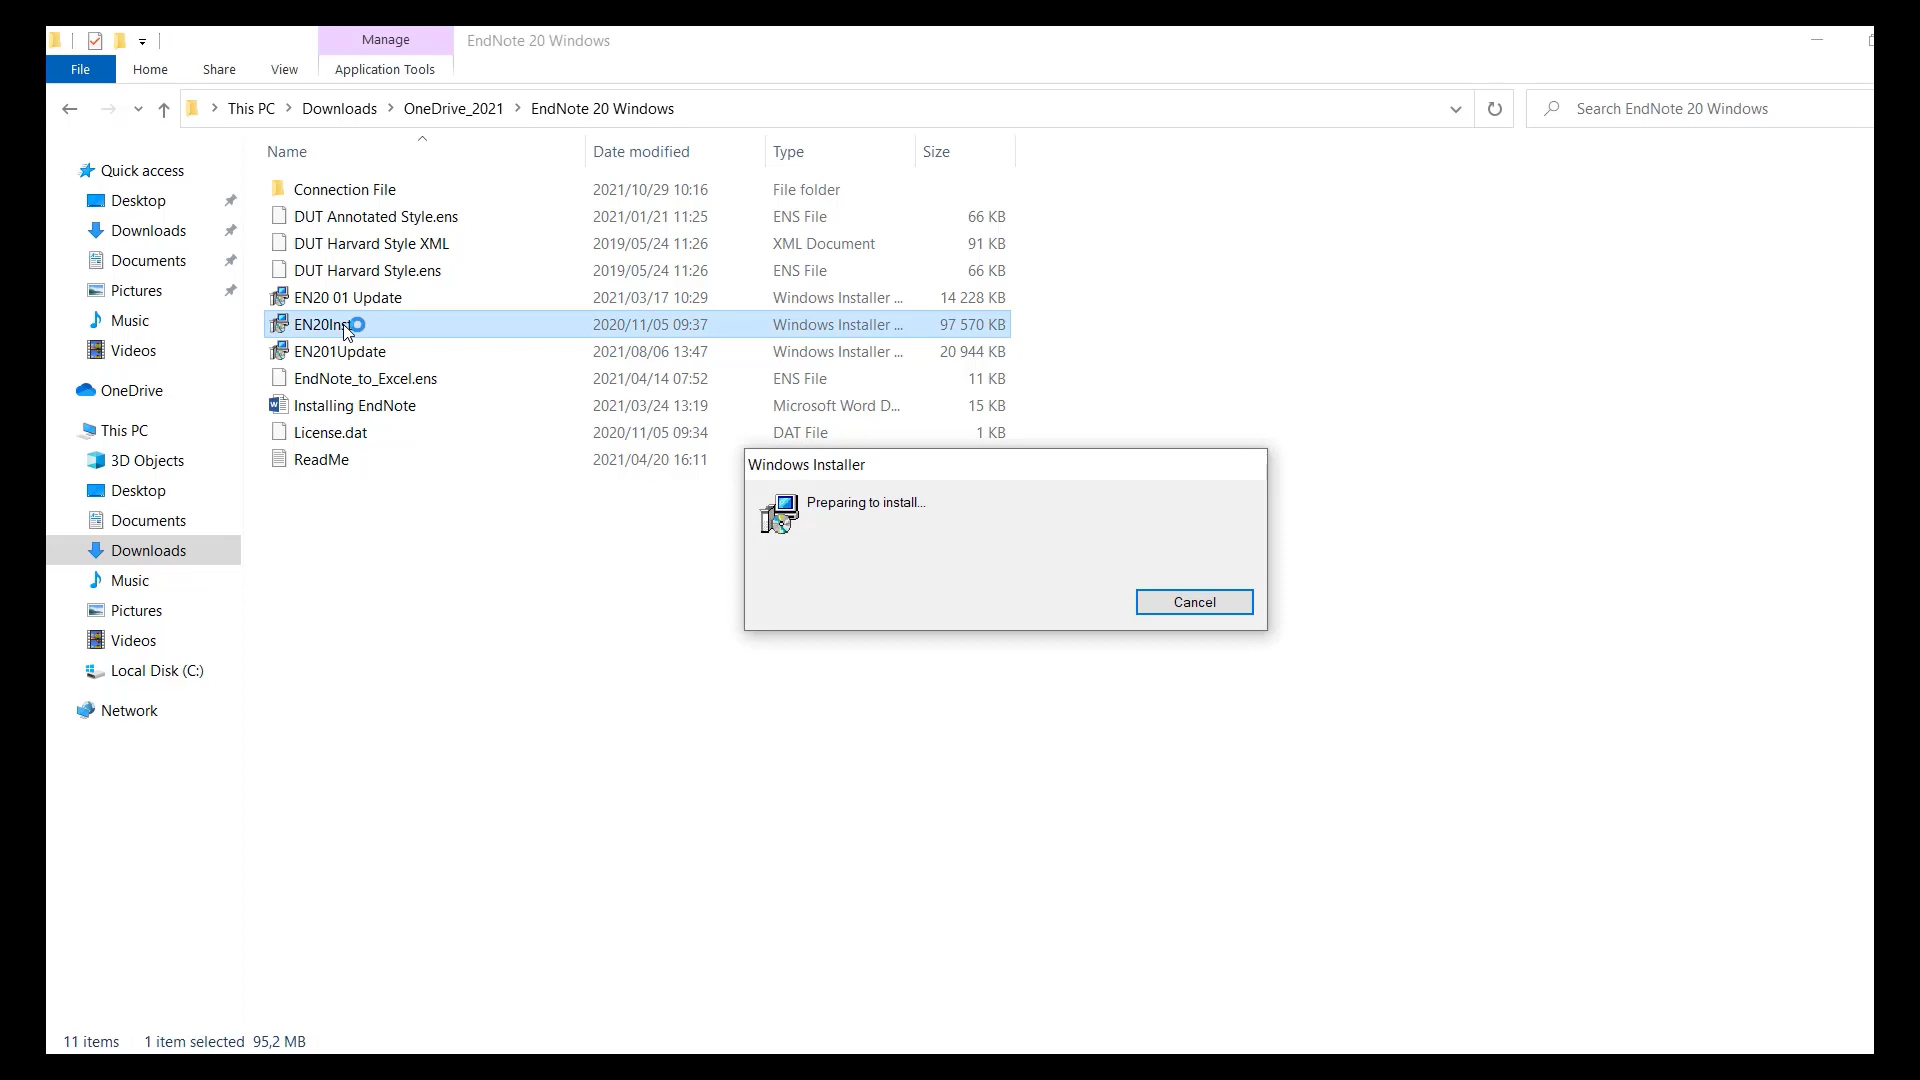 Manage
EndNote 20 Windows
File
Home
Share
View
Application Tools
This PC
Downloads
OneDrive_2021
EndNote 20 Windows
Search EndNote 20 Windows
Name
Date modified
Type
Size
Connection File 2021/10/29 10:16 File folder
DUT Annotated Style.ens 2021/01/21 11:25 ENS File 66 KB
DUT Harvard Style XML 2019/05/24 11:26 XML Document 91 KB
DUT Harvard Style.ens 2019/05/24 11:26 ENS File 66 KB
EN20 01 Update 2021/03/17 10:29 Windows Installer ... 14 228 KB
EN20Inst 2020/11/05 09:37 Windows Installer ... 97 570 KB
EN201Update 2021/08/06 13:47 Windows Installer ... 20 944 KB
EndNote_to_Excel.ens 2021/04/14 07:52 ENS File 11 KB
Installing EndNote 2021/03/24 13:19 Microsoft Word D... 15 KB
License.dat 2020/11/05 09:34 DAT File 1 KB
ReadMe 2021/04/20 16:11
Quick access
Desktop
Downloads
Documents
Pictures
Music
Videos
OneDrive
This PC
3D Objects
Desktop
Documents
Downloads
Music
Pictures
Videos
Local Disk (C:)
Network
Windows Installer
Preparing to install...
Cancel
11 items
1 item selected 95,2 MB